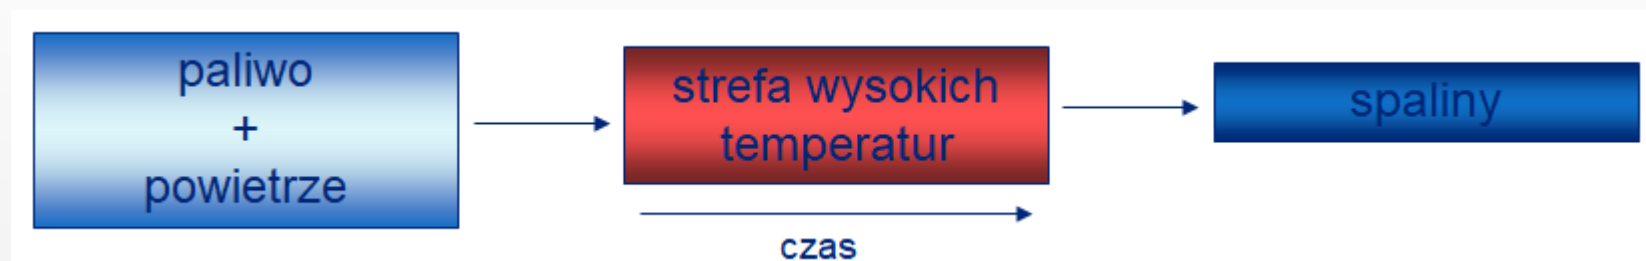 paliwo
+
powietrze
strefa wysokich
temperatur
czas
spaliny